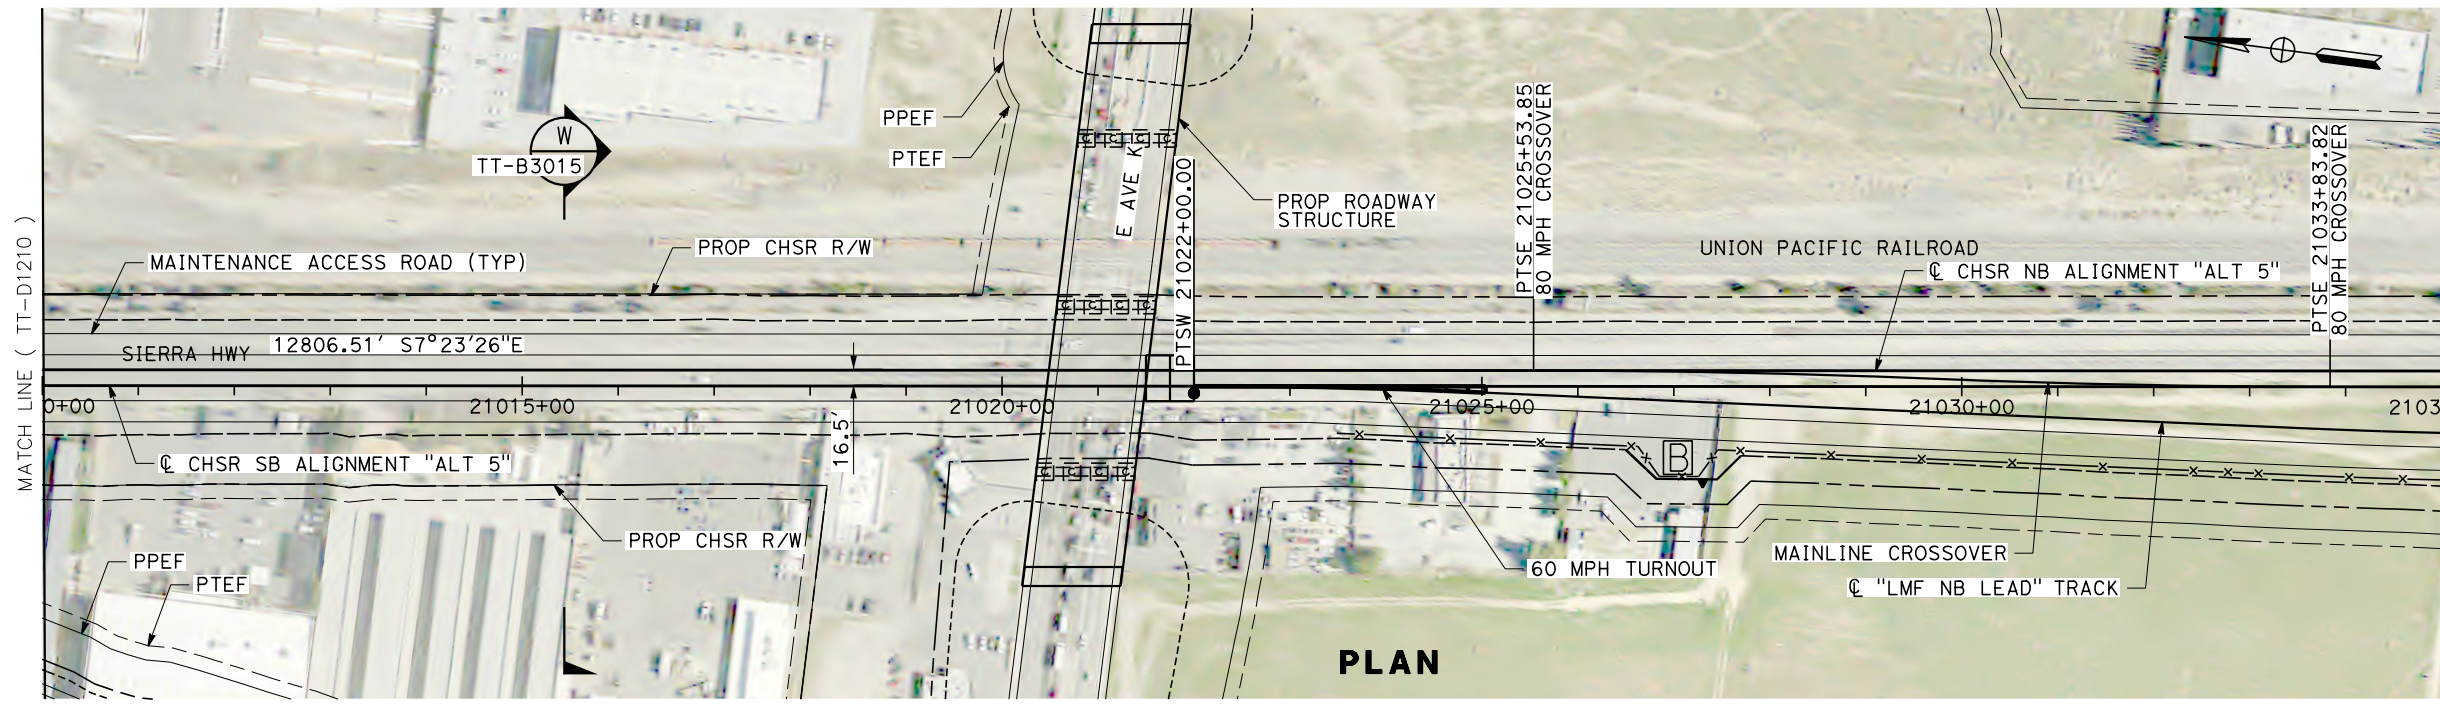 MATCH LINE ( TT-D1210 )
W
TT-B3015
PPEF
PTEF
E AVE K
PTSW 21022+00.00
PROP ROADWAY
STRUCTURE
PTSE 21025+53.85
80 MPH CROSSOVER
PTSE 21033+83.82
80 MPH CROSSOVER
PROP CHSR R/W
MAINTENANCE ACCESS ROAD (TYP)
UNION PACIFIC RAILROAD
℄ CHSR NB ALIGNMENT "ALT 5"
12806.51' S7°23'26"E
SIERRA HWY
0+00
21015+00
21020+00
21025+00
21030+00
2103
16.5'
C C C C
C C C C
C C C C
℄ CHSR SB ALIGNMENT "ALT 5"
B
PROP CHSR R/W
MAINLINE CROSSOVER
60 MPH TURNOUT
℄ "LMF NB LEAD" TRACK
PPEF
PTEF
PLAN